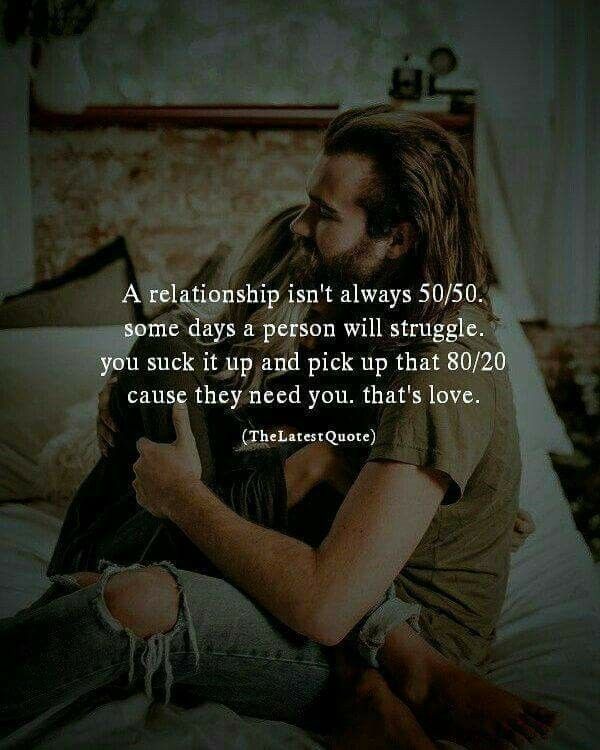 A relationship isn't always 50/50.
some days a person will struggle.
you suck it up and pick up that 80/20
cause they need you. that's love.
(TheLatestQuote)